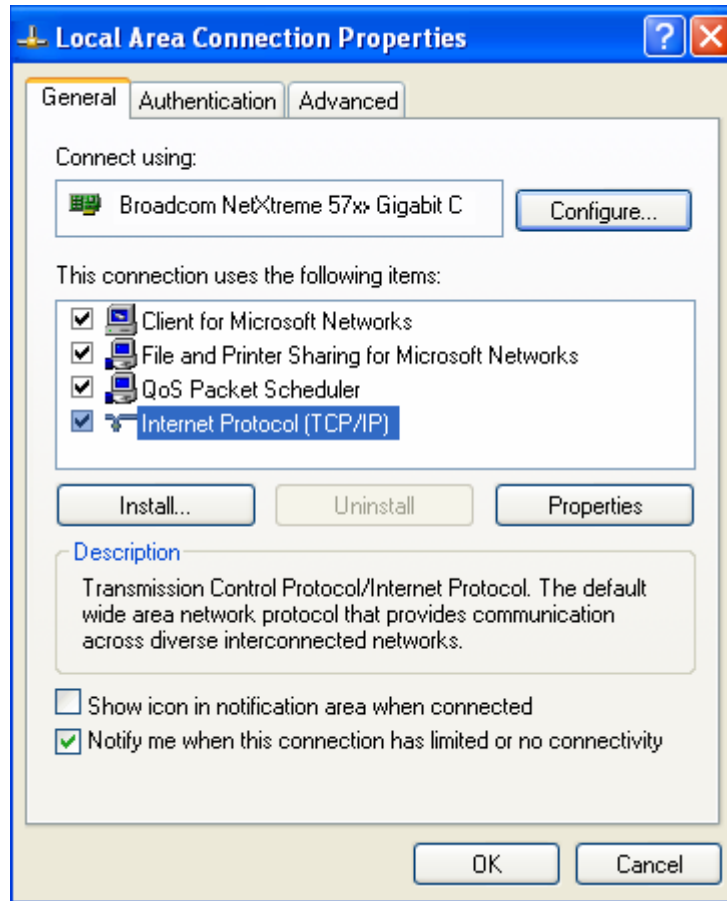 Local Area Connection Properties
General Authentication Advanced
Connect using:
Broadcom NetXtreme 57xx Gigabit C
Configure...
This connection uses the following items:
Client for Microsoft Networks
File and Printer Sharing for Microsoft Networks
QoS Packet Scheduler
Internet Protocol (TCP/IP)
Install... Uninstall Properties
Description
Transmission Control Protocol/Internet Protocol. The default
wide area network protocol that provides communication
across diverse interconnected networks.
Show icon in notification area when connected
Notify me when this connection has limited or no connectivity
OK Cancel